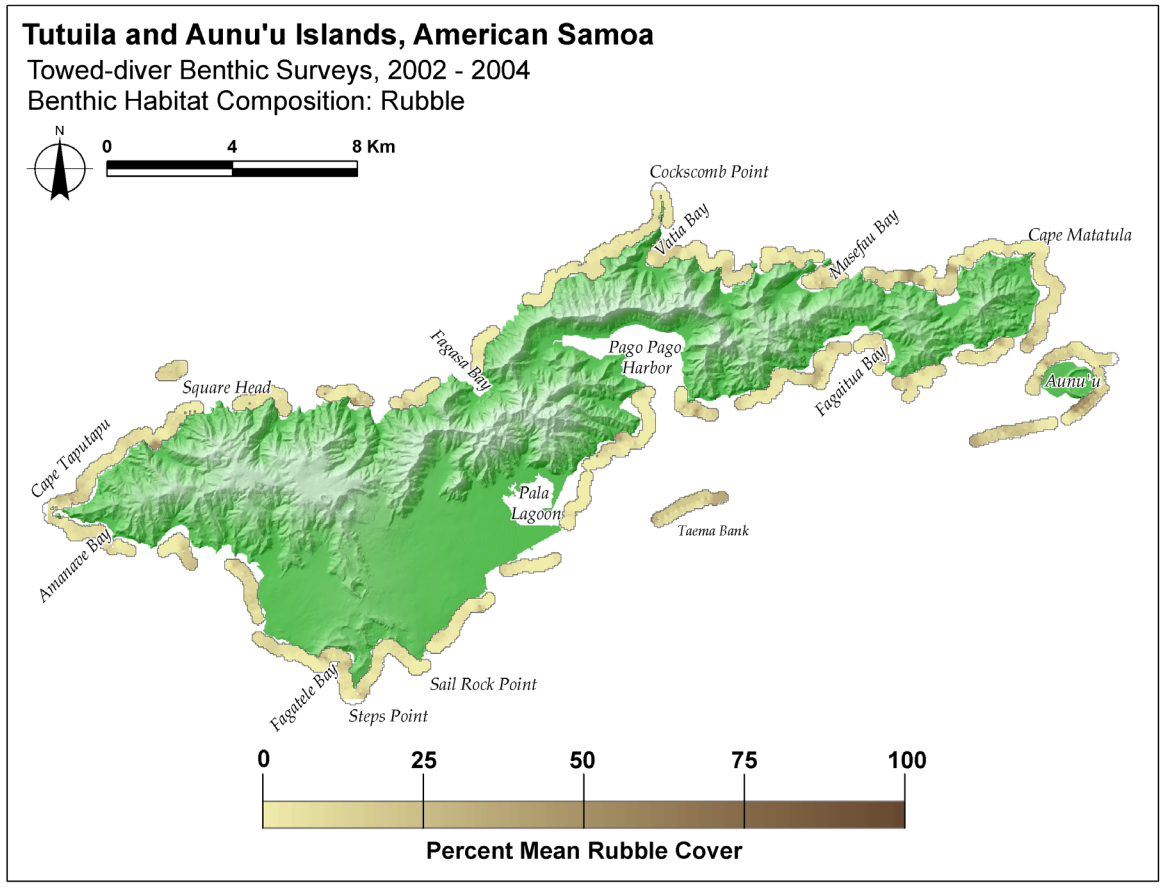 Tutuila and Aunu'u Islands, American Samoa
Towed-diver Benthic Surveys, 2002 - 2004
Benthic Habitat Composition: Rubble
N
0 4 8 Km
Cockscomb Point
Vatia Bay
Masefau Bay
Cape Matatula
Fagasa Bay
Pago Pago
Harbor
Fagaitua Bay
Aunu'u
Square Head
Cape Taputapu
Pala
Lagoon
Taema Bank
Amanave Bay
Sail Rock Point
Fagatele Bay
Steps Point
0 25 50 75 100
Percent Mean Rubble Cover